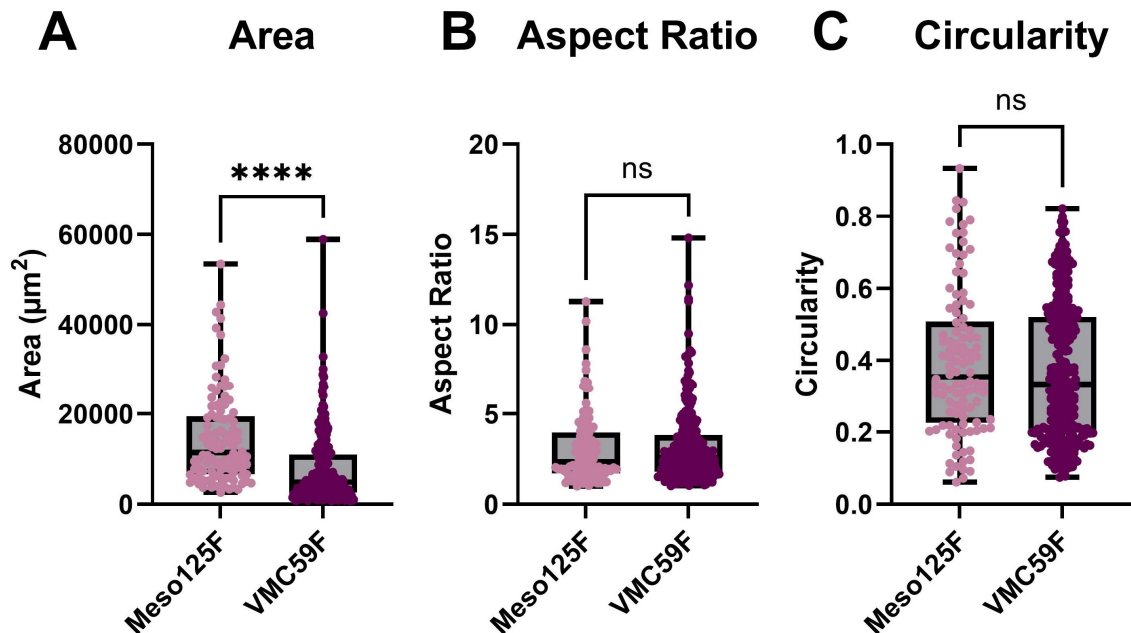 A Area
B Aspect Ratio
C Circularity
80000
60000
40000
20000
0
Area (µm²)
****
Meso125F
VMC59F
20
15
10
5
0
Aspect Ratio
ns
Meso125F
VMC59F
1.0
0.8
0.6
0.4
0.2
0.0
Circularity
ns
Meso125F
VMC59F